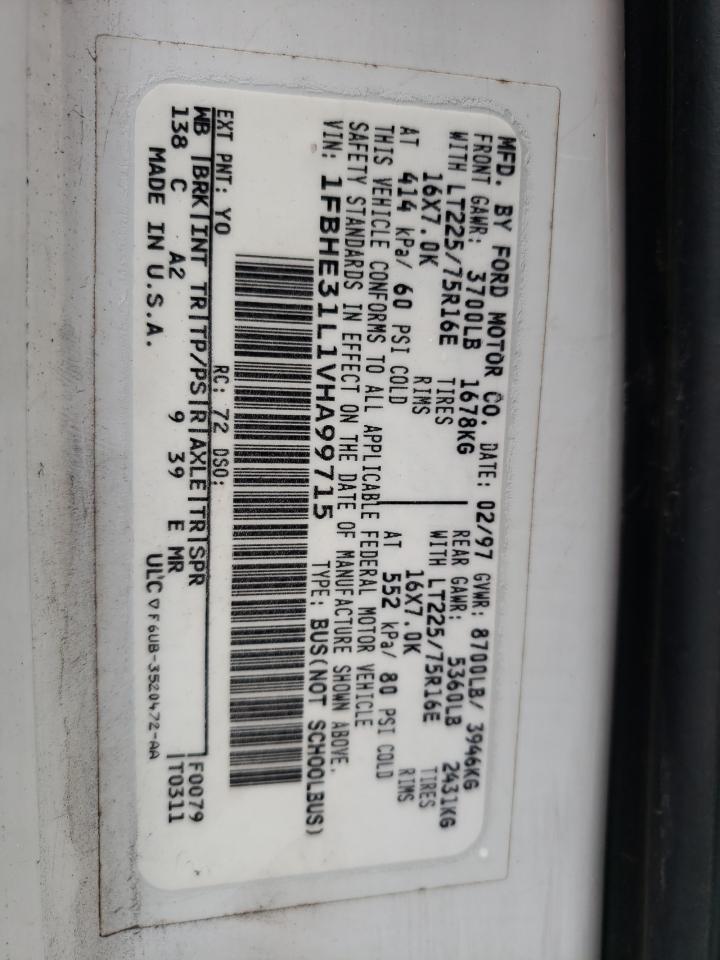 MFD. BY FORD MOTOR CO.
DATE: 02/97 GVWR: 8700LB/ 3946KG
FRONT GAWR: 3700LB 1678KG
REAR GAWR: 5360LB 2431KG
WITH LT225/75R16E TIRES
WITH LT225/75R16E TIRES
16X7.0K RIMS
16X7.0K RIMS
AT 414 kPa/ 60 PSI COLD
AT 552 kPa/ 80 PSI COLD
THIS VEHICLE CONFORMS TO ALL APPLICABLE FEDERAL MOTOR VEHICLE
SAFETY STANDARDS IN EFFECT ON THE DATE OF MANUFACTURE SHOWN ABOVE.
VIN: 1FBHE31L1VHA99715 TYPE: BUS(NOT SCHOOLBUS)
EXT PNT: YO RC: 72 DSO: F0079
WB |BRK|INT TR|TP/PS|R|AXLE|TR|SPR T0311
138 C A2 9 39 E MR
MADE IN U.S.A. ULC ▽F6UB-3520472-AA